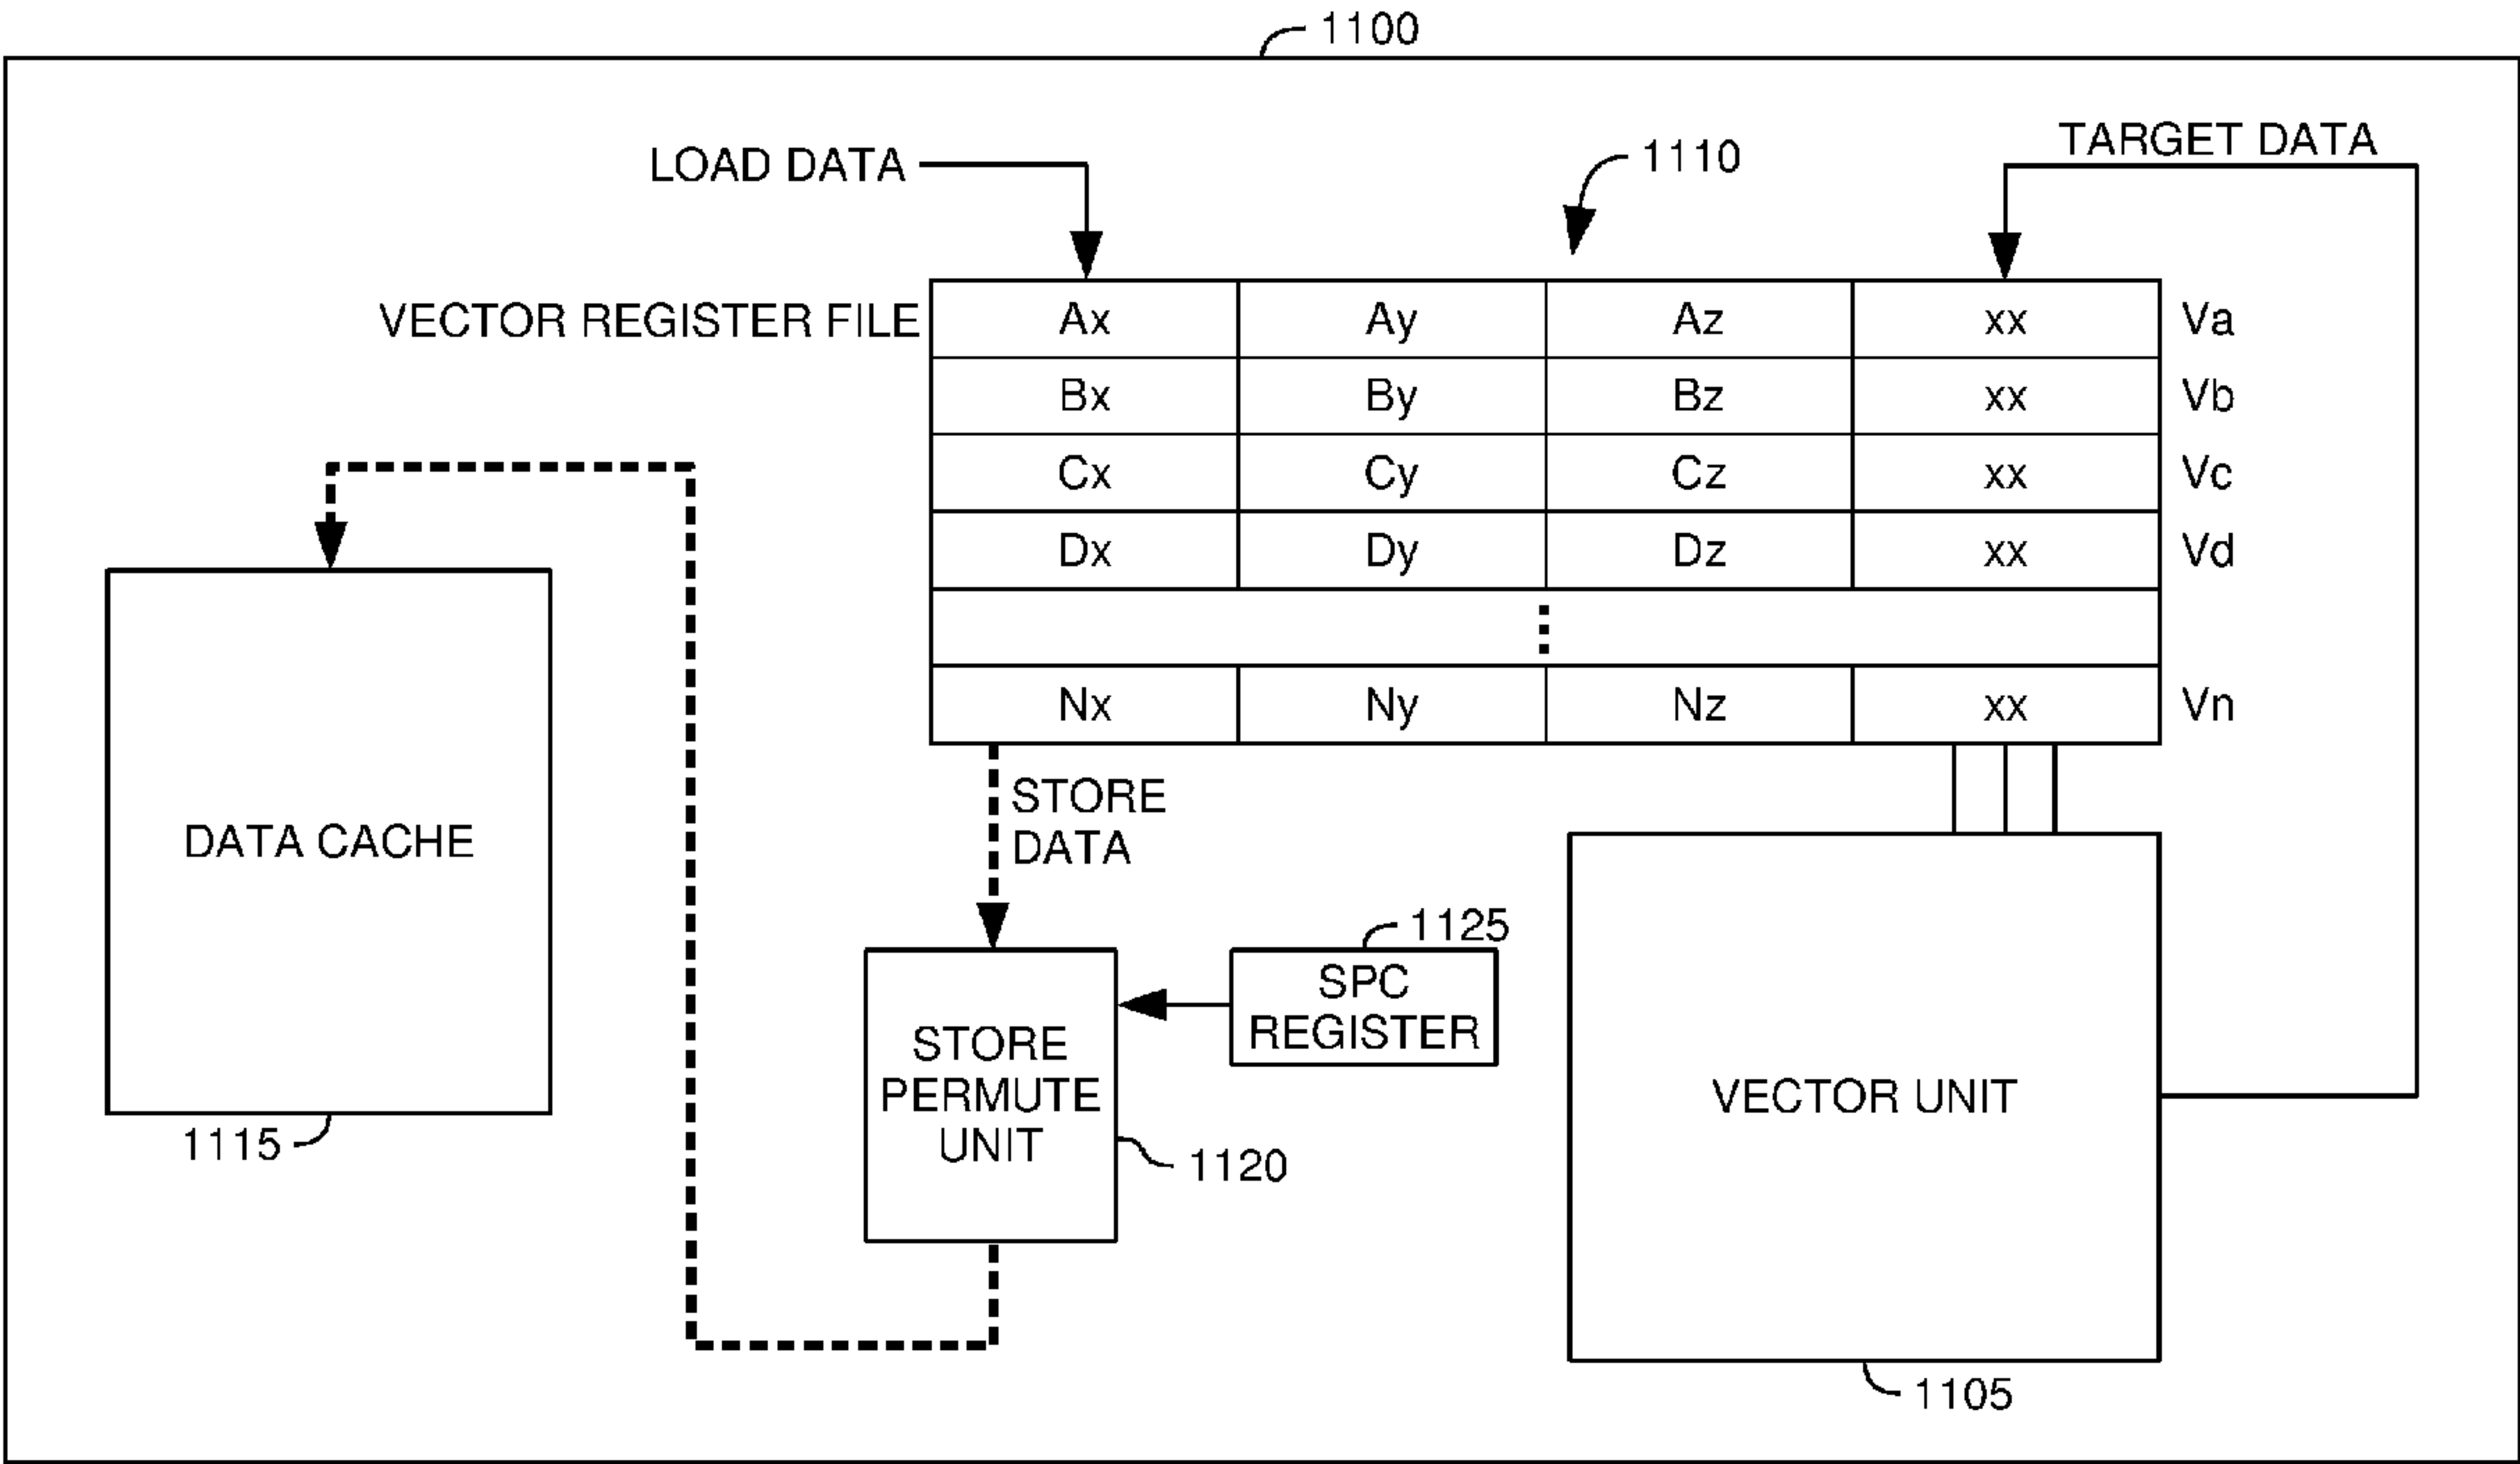 1100
TARGET DATA
LOAD DATA
1110
VECTOR REGISTER FILE
Ax Ay Az xx Va
Bx By Bz xx Vb
Cx Cy Cz xx Vc
Dx Dy Dz xx Vd
⋮
Nx Ny Nz xx Vn
STORE
DATA
DATA CACHE
1115
1125
SPC
REGISTER
STORE
PERMUTE
UNIT
1120
VECTOR UNIT
1105